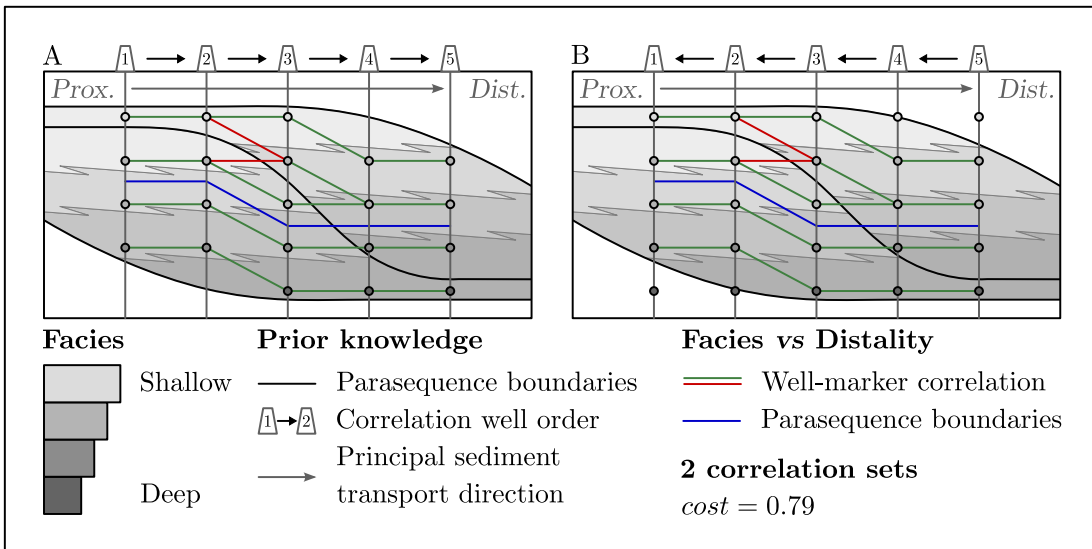 A
1
2
3
4
5
Prox.
Dist.
B
1
2
3
4
5
Prox.
Dist.
Facies
Shallow
Deep
Prior knowledge
Parasequence boundaries
1 2 Correlation well order
Principal sediment
transport direction
Facies vs Distality
Well-marker correlation
Parasequence boundaries
2 correlation sets
cost = 0.79